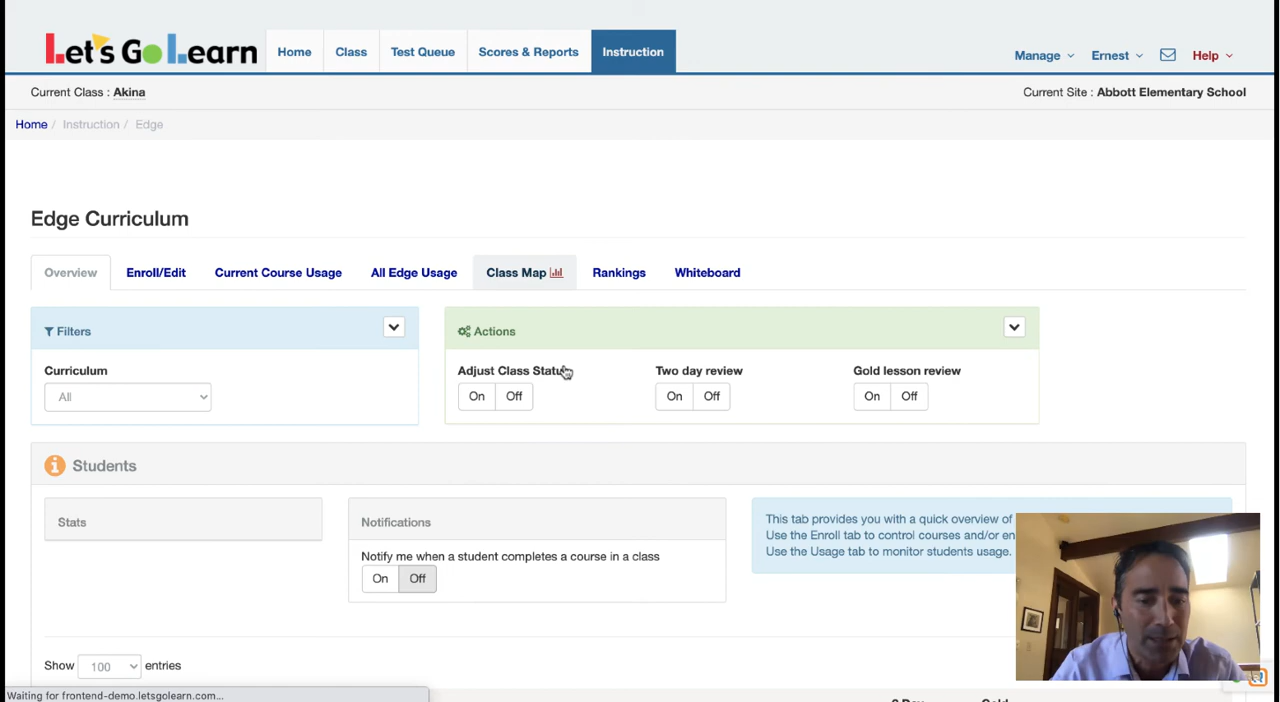 Let's Go Learn
Home Class Test Queue Scores & Reports Instruction
Manage Ernest Help
Current Class : Akina
Current Site : Abbott Elementary School
Home / Instruction / Edge
Edge Curriculum
Overview Enroll/Edit Current Course Usage All Edge Usage Class Map Rankings Whiteboard
Filters
Actions
Curriculum
All
Adjust Class Status Two day review Gold lesson review
On Off On Off On Off
Students
Stats
Notifications
Notify me when a student completes a course in a class
On Off
This tab provides you with a quick overview of
Use the Enroll tab to control courses and/or en
Use the Usage tab to monitor students usage.
Show 100 entries
Waiting for frontend-demo.letsgolearn.com...